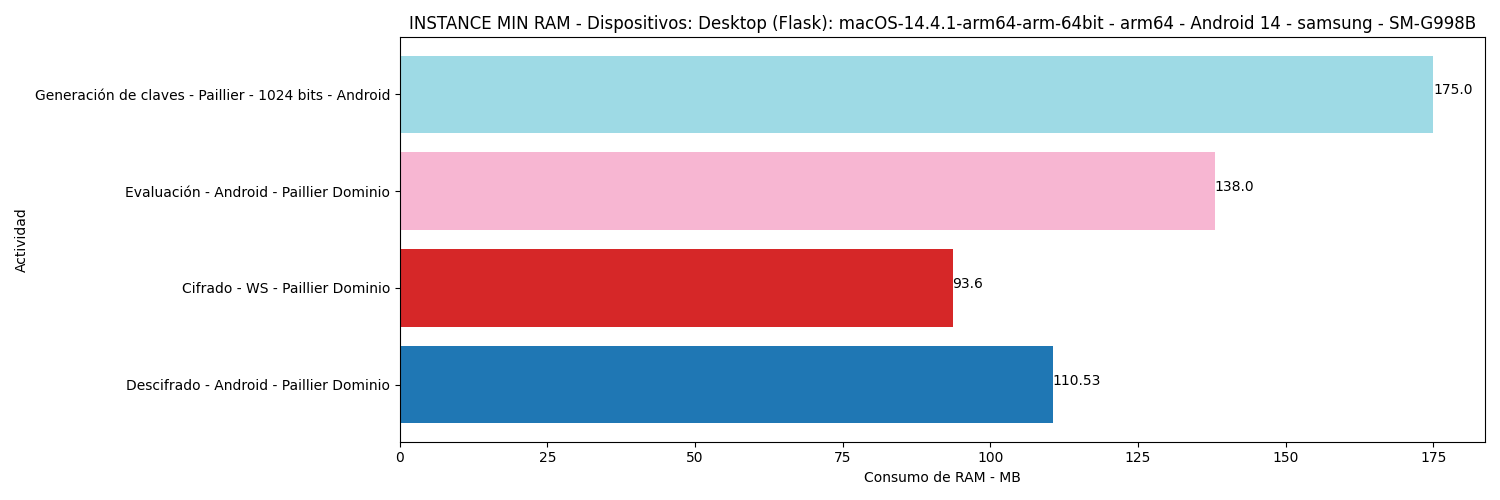 INSTANCE MIN RAM - Dispositivos: Desktop (Flask): macOS-14.4.1-arm64-arm-64bit - arm64 - Android 14 - samsung - SM-G998B
Actividad
Generación de claves - Paillier - 1024 bits - Android
175.0
Evaluación - Android - Paillier Dominio
138.0
Cifrado - WS - Paillier Dominio
93.6
Descifrado - Android - Paillier Dominio
110.53
0 25 50 75 100 125 150 175
Consumo de RAM - MB